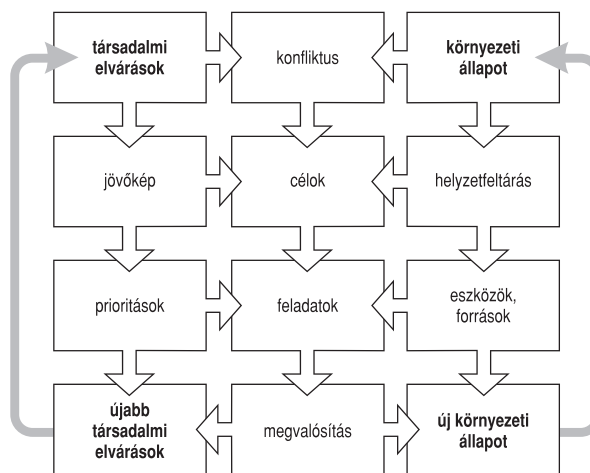 társadalmi
elvárások
konfliktus
környezeti
állapot
jövőkép
célok
helyzetfeltárás
prioritások
feladatok
eszközök,
források
újabb
társadalmi
elvárások
megvalósítás
új környezeti
állapot